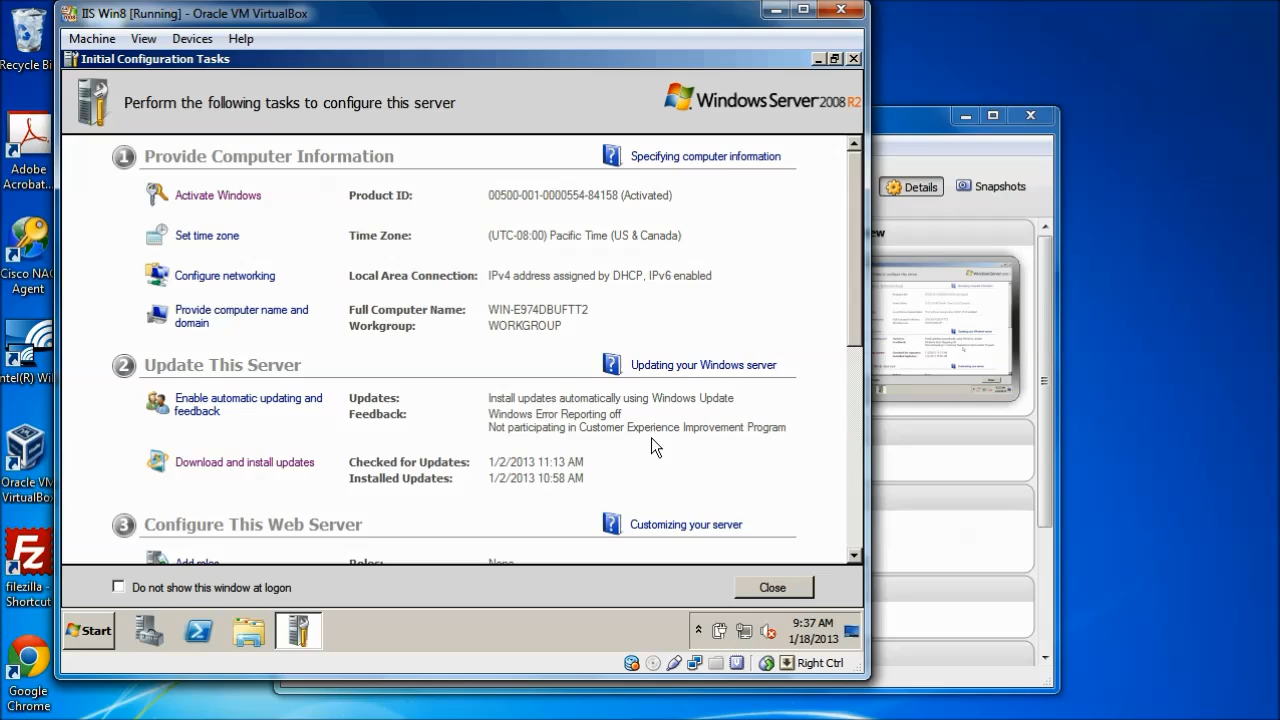 IIS Win8 [Running] - Oracle VM VirtualBox
Machine View Devices Help
Initial Configuration Tasks
Perform the following tasks to configure this server
Windows Server 2008 R2
1 Provide Computer Information
Specifying computer information
Activate Windows
Product ID: 00500-001-0000554-84158 (Activated)
Set time zone
Time Zone: (UTC-08:00) Pacific Time (US & Canada)
Configure networking
Local Area Connection: IPv4 address assigned by DHCP, IPv6 enabled
Provide computer name and
domain
Full Computer Name: WIN-E974DBUFTT2
Workgroup: WORKGROUP
2 Update This Server
Updating your Windows server
Enable automatic updating and
feedback
Updates: Install updates automatically using Windows Update
Feedback: Windows Error Reporting off
Not participating in Customer Experience Improvement Program
Download and install updates
Checked for Updates: 1/2/2013 11:13 AM
Installed Updates: 1/2/2013 10:58 AM
3 Configure This Web Server
Customizing your server
Add roles
Roles: None
Do not show this window at logon
Close
Start
9:37 AM
1/18/2013
Right Ctrl
Details
Snapshots
ew
Recycle Bi
Adobe
Acrobat...
Cisco NAC
Agent
Intel(R) Wi
Oracle VM
VirtualBox
filezilla -
Shortcut
Google
Chrome